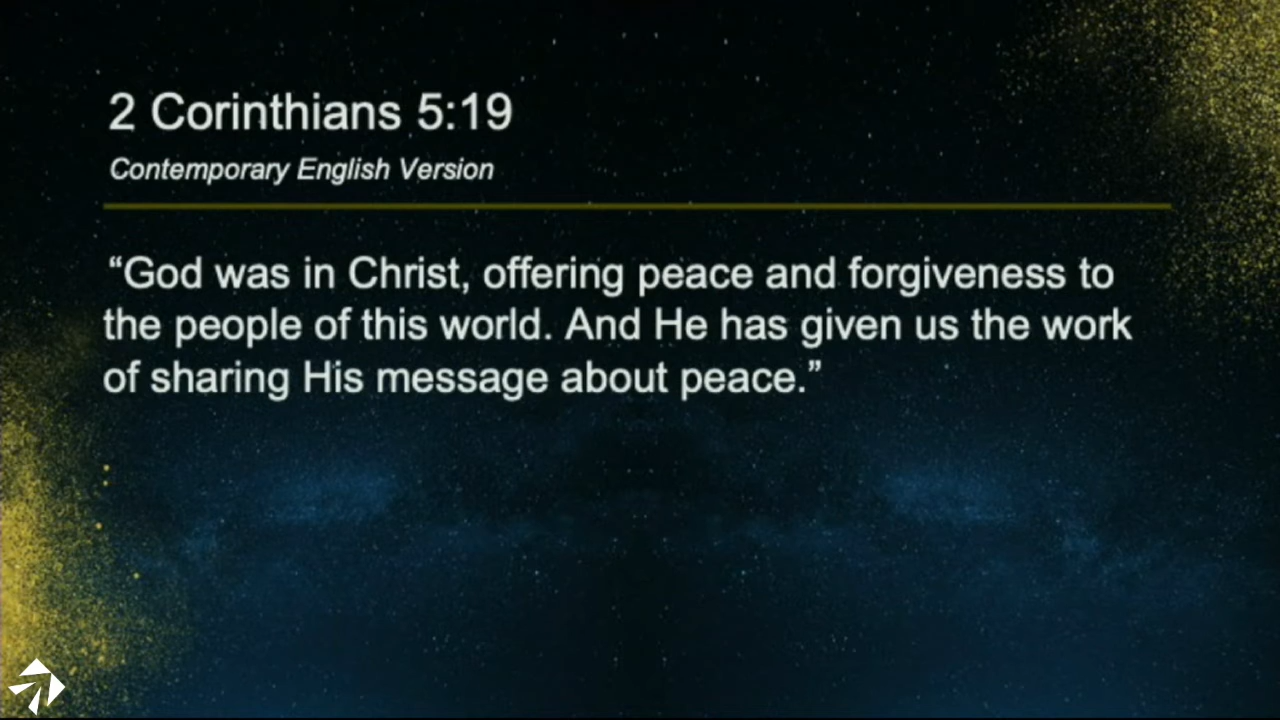 2 Corinthians 5:19
Contemporary English Version
“God was in Christ, offering peace and forgiveness to
the people of this world. And He has given us the work
of sharing His message about peace.”